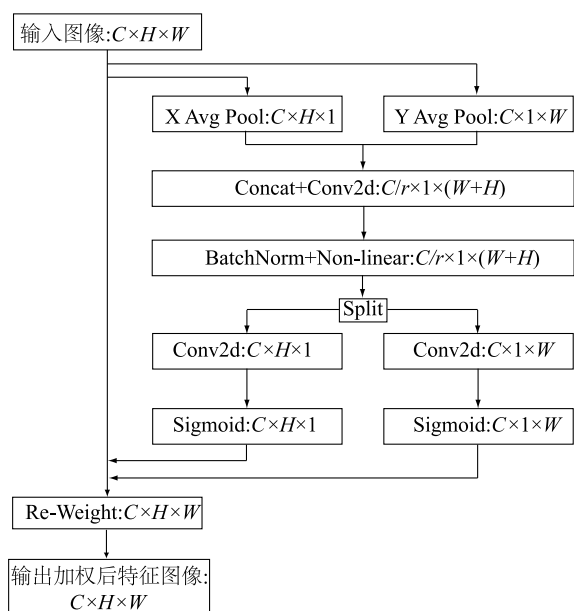 输入图像:C×H×W
X Avg Pool:C×H×1
Y Avg Pool:C×1×W
Concat+Conv2d:C/r×1×(W+H)
BatchNorm+Non-linear:C/r×1×(W+H)
Split
Conv2d:C×H×1
Conv2d:C×1×W
Sigmoid:C×H×1
Sigmoid:C×1×W
Re-Weight:C×H×W
输出加权后特征图像:
C×H×W